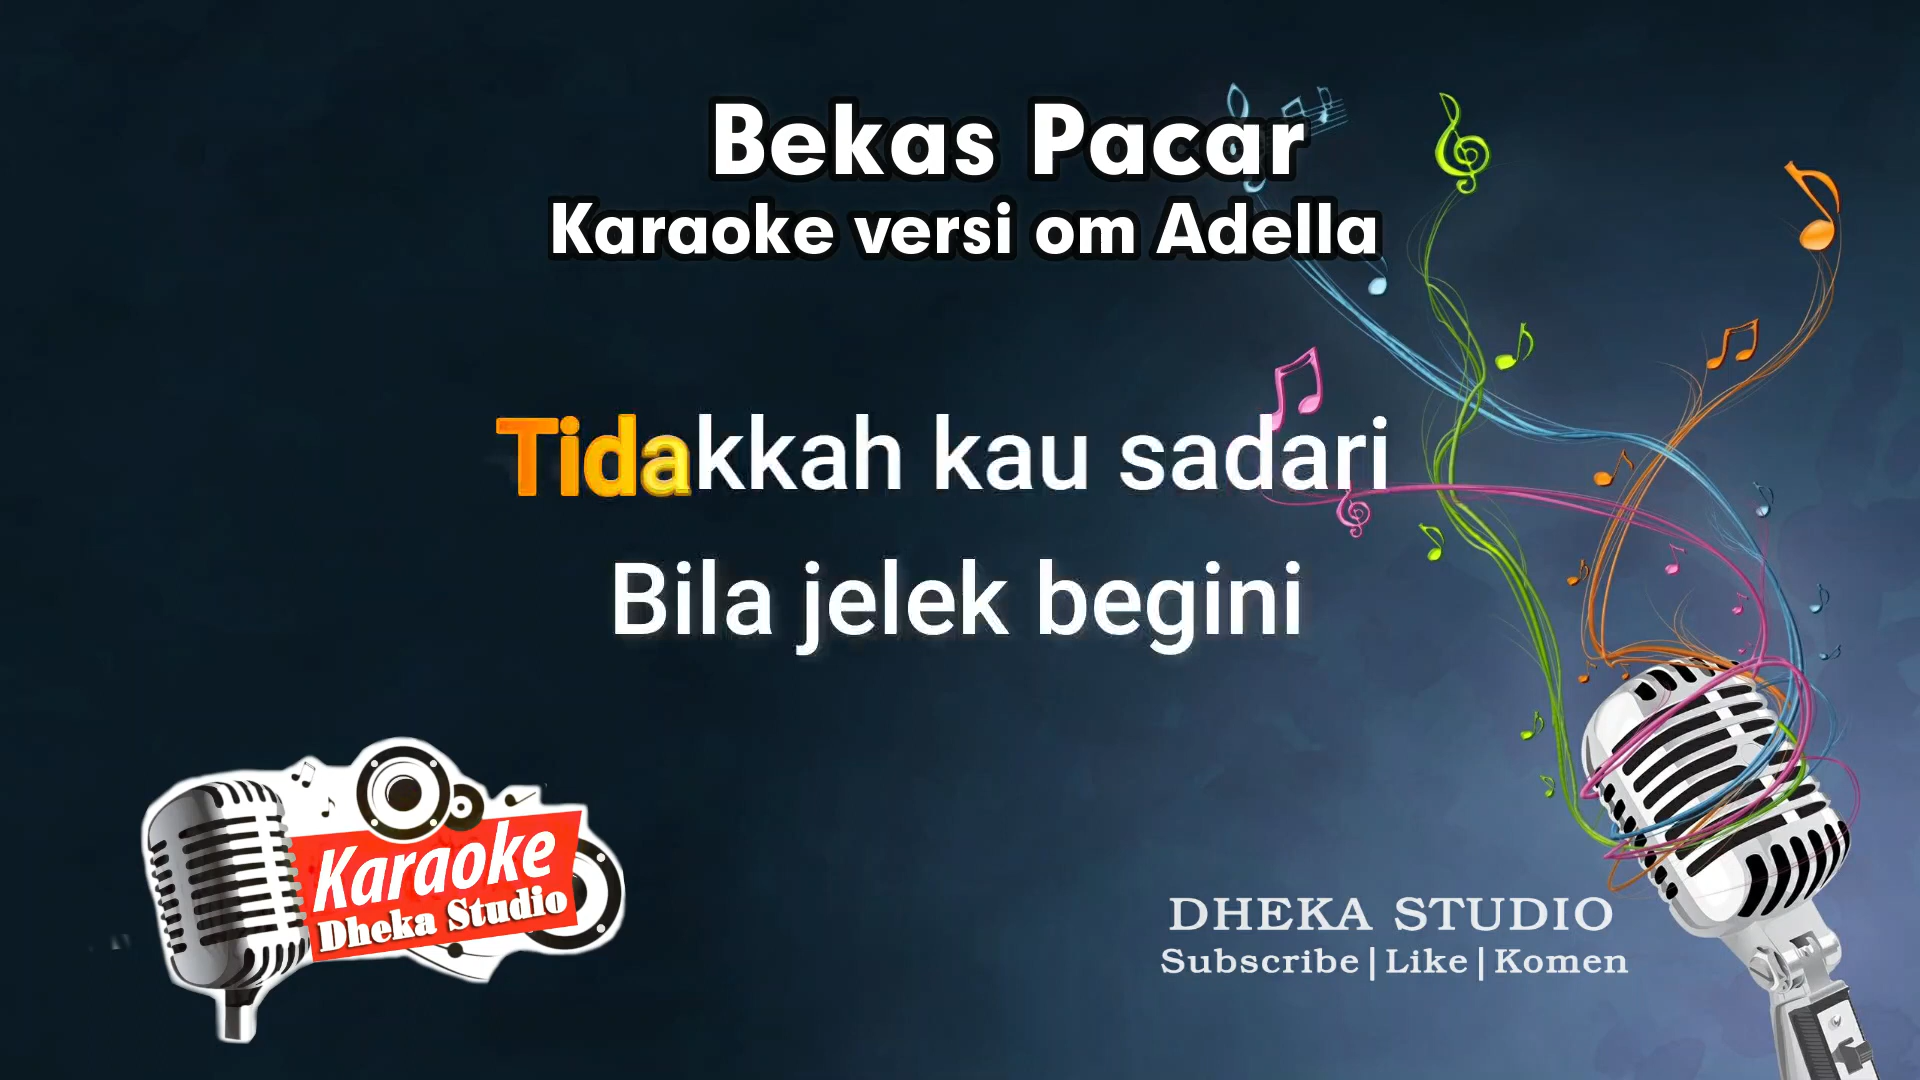 Bekas Pacar
Karaoke versi om Adella
Tidakkah kau sadari
Bila jelek begini
Karaoke
Dheka Studio
DHEKA STUDIO
Subscribe|Like|Komen